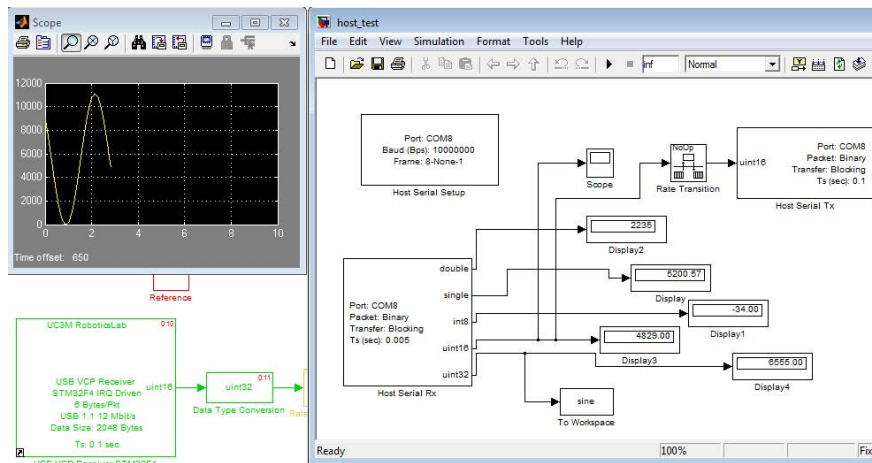 Scope
12000
10000
8000
6000
4000
2000
0
0 2 4 6 8 10
Time offset: 650
Reference
UC3M RoboticsLab
0:10
USB VCP Receiver
STM32F4 IRQ Driven
6 Bytes/Pkt
USB 1.1 12 Mbit/s
Data Size: 2048 Bytes
Ts: 0.1 sec
uint16
0:11
uint32
Data Type Conversion
host_test
File Edit View Simulation Format Tools Help
inf
Normal
Port: COM8
Baud (Bps): 10000000
Frame: 8-None-1
Host Serial Setup
Scope
NoOp
Rate Transition
uint16
Port: COM8
Packet: Binary
Transfer: Blocking
Ts (sec): 0.1
Host Serial Tx
2235
Display2
Port: COM8
Packet: Binary
Transfer: Blocking
Ts (sec): 0.005
double
single
int8
uint16
uint32
Host Serial Rx
5200.57
Display
-34.00
Display1
4829.00
Display3
6555.00
Display4
sine
To Workspace
Ready
100%